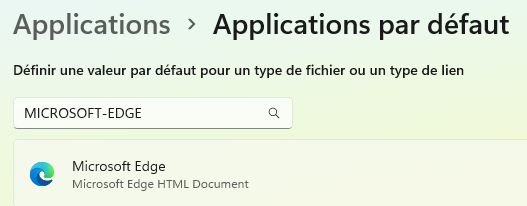 Applications > Applications par défaut
Définir une valeur par défaut pour un type de fichier ou un type de lien
MICROSOFT-EDGE
Microsoft Edge
Microsoft Edge HTML Document